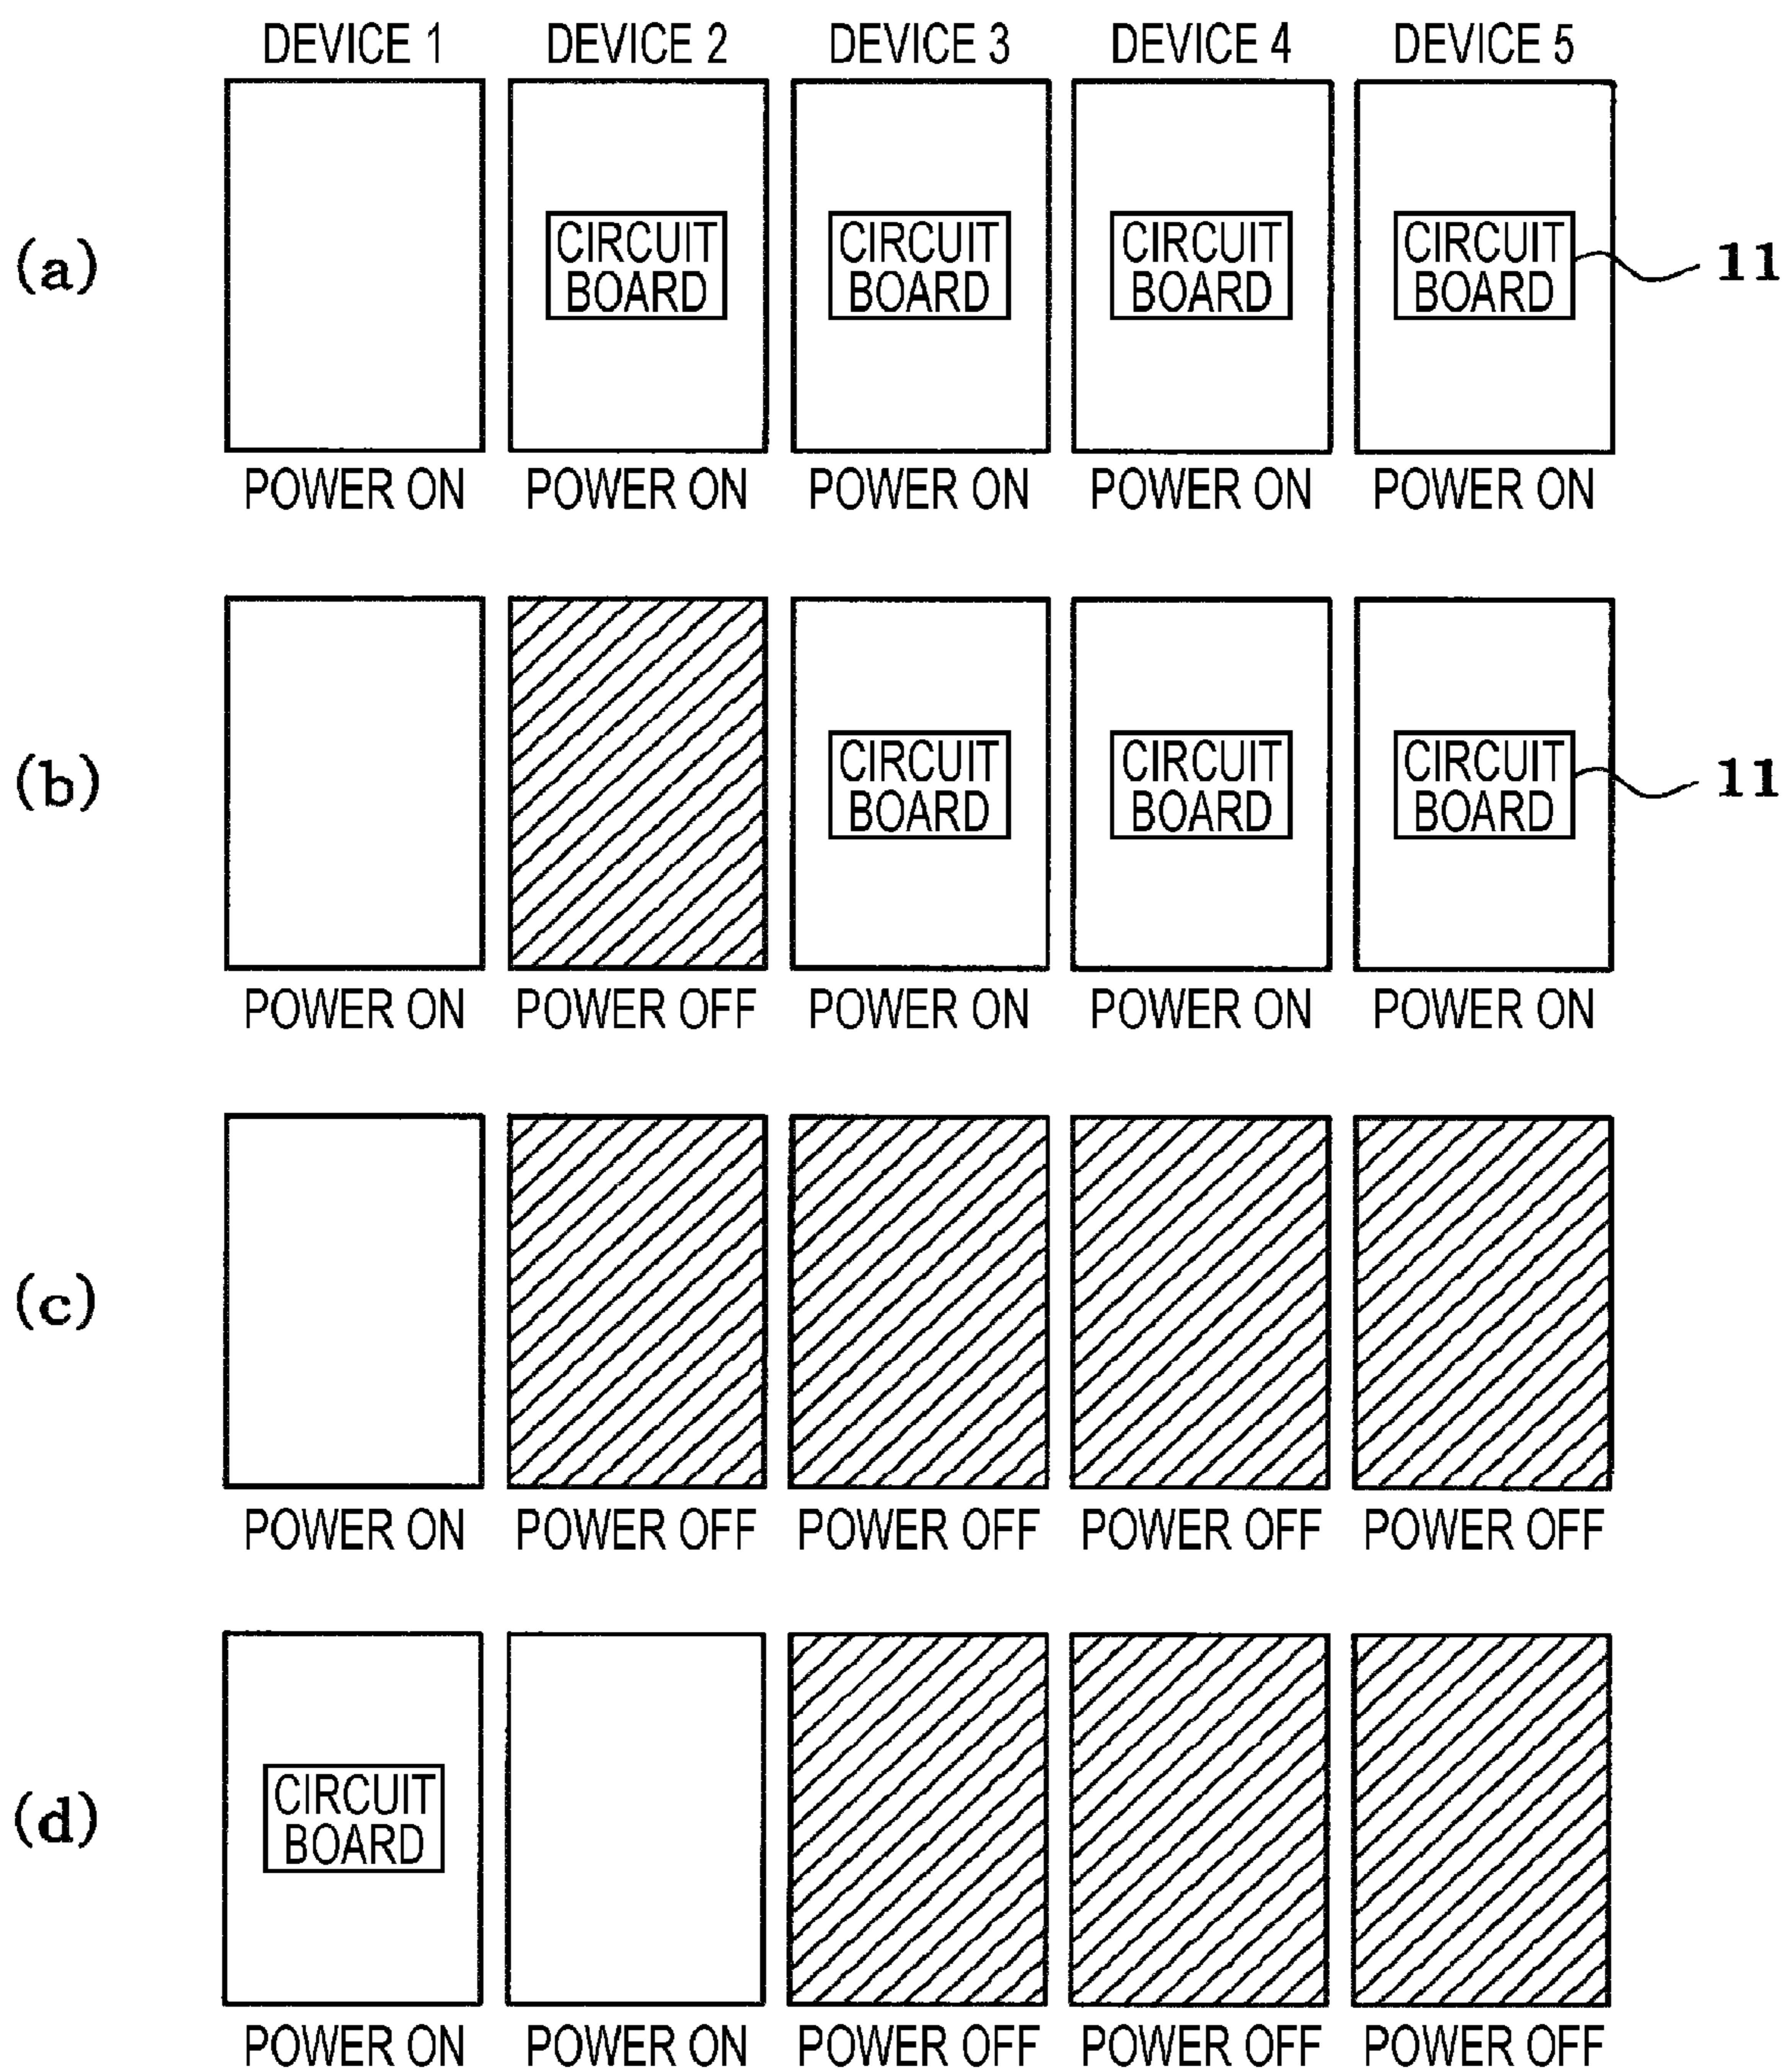 DEVICE 1 DEVICE 2 DEVICE 3 DEVICE 4 DEVICE 5
(a)
CIRCUIT CIRCUIT CIRCUIT CIRCUIT
BOARD BOARD BOARD BOARD
11
POWER ON POWER ON POWER ON POWER ON POWER ON
(b)
CIRCUIT CIRCUIT CIRCUIT
BOARD BOARD BOARD
11
POWER ON POWER OFF POWER ON POWER ON POWER ON
(c)
POWER ON POWER OFF POWER OFF POWER OFF POWER OFF
(d)
CIRCUIT
BOARD
POWER ON POWER ON POWER OFF POWER OFF POWER OFF